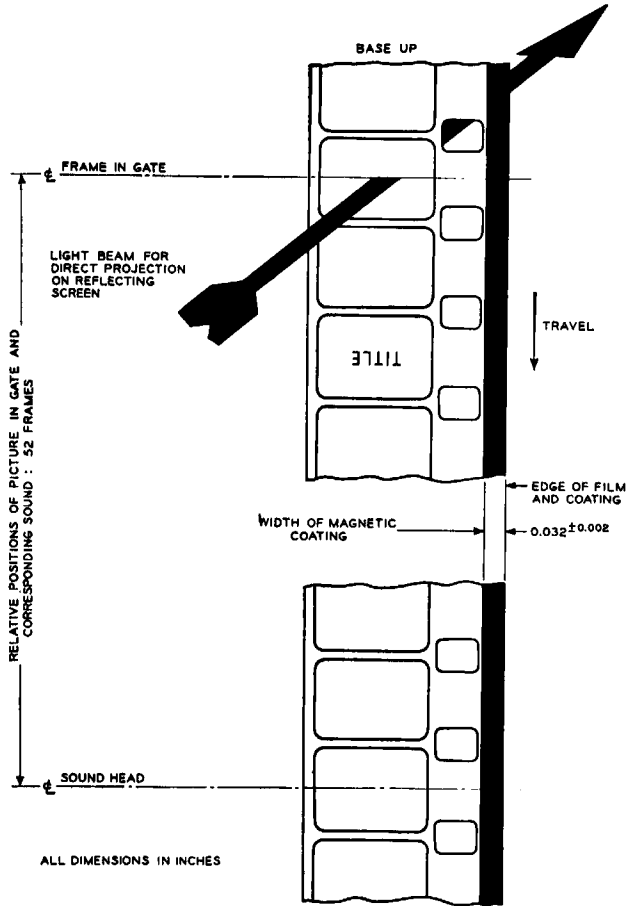 BASE UP
℄ FRAME IN GATE
LIGHT BEAM FOR
DIRECT PROJECTION
ON REFLECTING
SCREEN
TRAVEL
TITLE
RELATIVE POSITIONS OF PICTURE IN GATE AND
CORRESPONDING SOUND : 52 FRAMES
EDGE OF FILM
AND COATING
WIDTH OF MAGNETIC
COATING
0.032 ±0.002
℄ SOUND HEAD
ALL DIMENSIONS IN INCHES